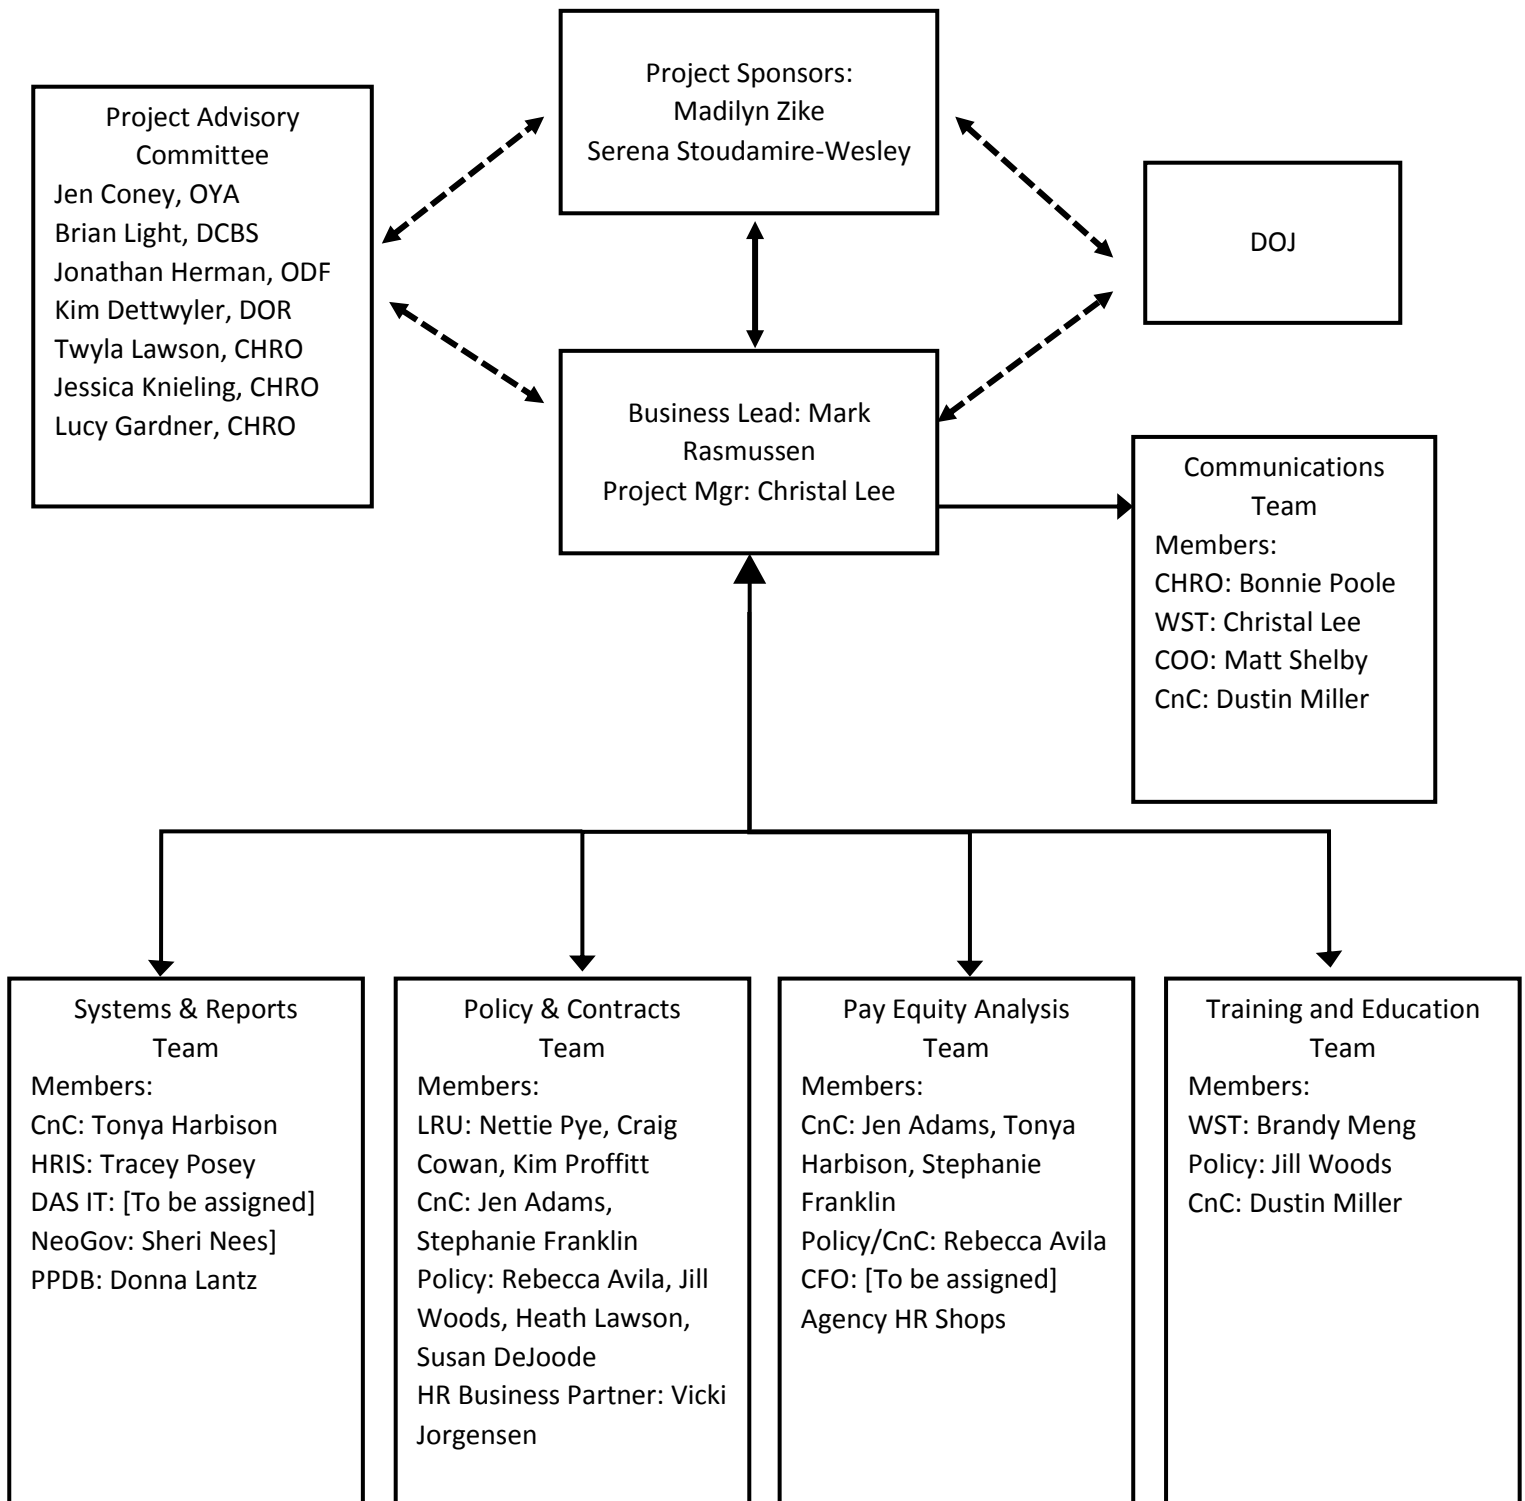 Project Sponsors:
Madilyn Zike
Serena Stoudamire-Wesley
Project Advisory
Committee
Jen Coney, OYA
Brian Light, DCBS
Jonathan Herman, ODF
Kim Dettwyler, DOR
Twyla Lawson, CHRO
Jessica Knieling, CHRO
Lucy Gardner, CHRO
DOJ
Business Lead: Mark
Rasmussen
Project Mgr: Christal Lee
Communications
Team
Members:
CHRO: Bonnie Poole
WST: Christal Lee
COO: Matt Shelby
CnC: Dustin Miller
Systems & Reports
Team
Members:
CnC: Tonya Harbison
HRIS: Tracey Posey
DAS IT: [To be assigned]
NeoGov: Sheri Nees]
PPDB: Donna Lantz
Policy & Contracts
Team
Members:
LRU: Nettie Pye, Craig
Cowan, Kim Proffitt
CnC: Jen Adams,
Stephanie Franklin
Policy: Rebecca Avila, Jill
Woods, Heath Lawson,
Susan DeJoode
HR Business Partner: Vicki
Jorgensen
Pay Equity Analysis
Team
Members:
CnC: Jen Adams, Tonya
Harbison, Stephanie
Franklin
Policy/CnC: Rebecca Avila
CFO: [To be assigned]
Agency HR Shops
Training and Education
Team
Members:
WST: Brandy Meng
Policy: Jill Woods
CnC: Dustin Miller